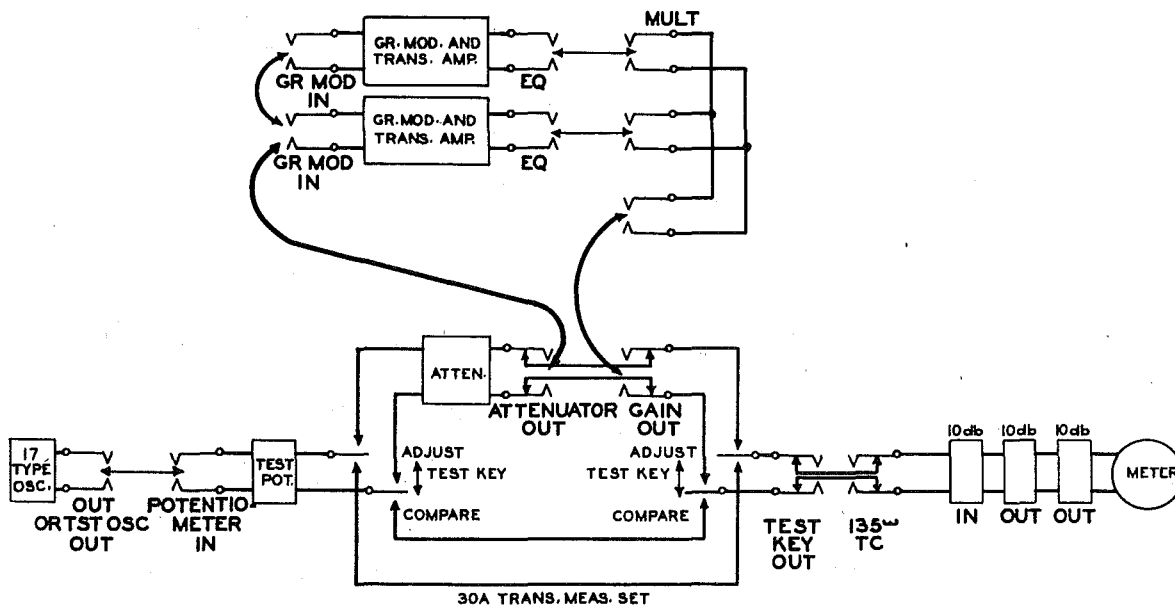 MULT
GR. MOD. AND
TRANS. AMP.
GR MOD
IN
EQ
GR. MOD. AND
TRANS. AMP.
GR MOD
IN
EQ
ATTEN.
ATTENUATOR
OUT
GAIN
OUT
17
TYPE
OSC.
OUT
ORTST OSC
OUT
POTENTIO-
METER
IN
TEST
POT.
ADJUST
TEST KEY
COMPARE
ADJUST
TEST KEY
COMPARE
TEST
KEY
OUT
135ω
TC
10db
IN
10db
OUT
10db
OUT
METER
30A TRANS. MEAS. SET